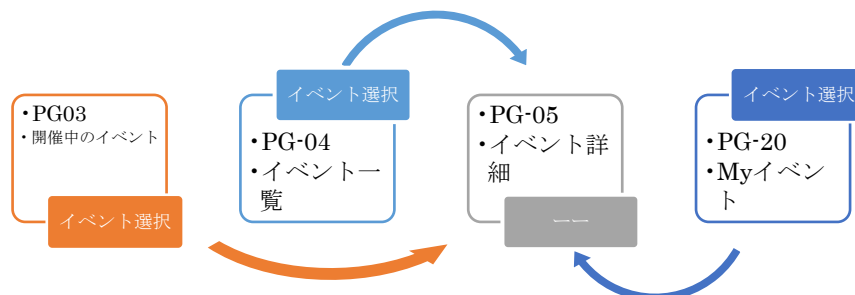 ・PG03
・開催中のイベント
イベント選択
イベント選択
・PG-04
・イベント一
覧
・PG-05
・イベント詳
細
ーー
イベント選択
・PG-20
・Myイベン
ト